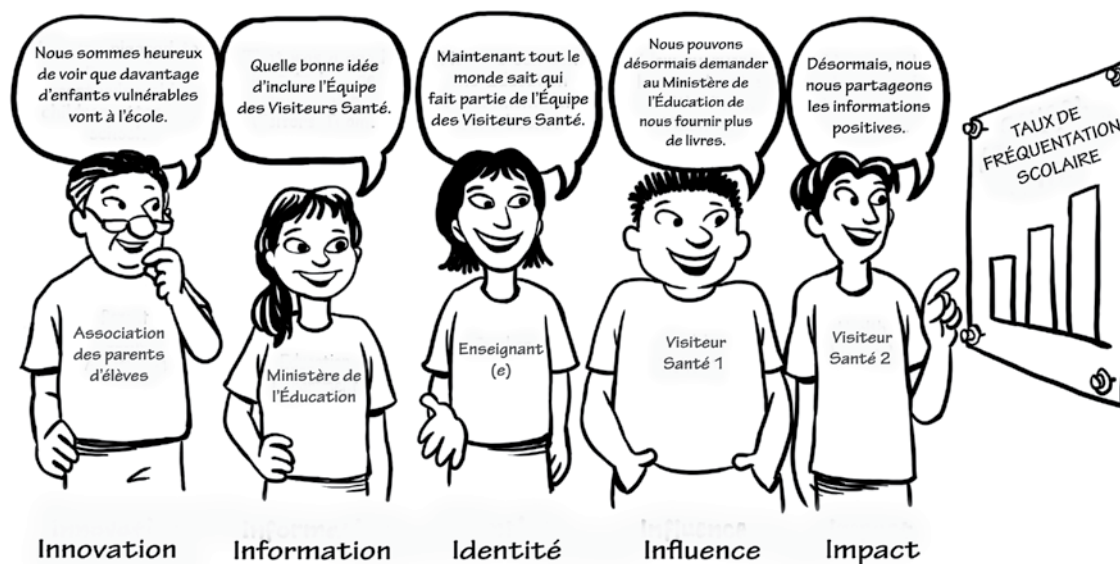 Nous sommes heureux
de voir que davantage
d'enfants vulnérables
vont à l'école.
Quelle bonne idée
d'inclure l'Équipe
des Visiteurs Santé.
Maintenant tout le
monde sait qui
fait partie de l'Équipe
des Visiteurs Santé.
Nous pouvons
désormais demander
au Ministère de
l'Éducation de
nous fournir plus
de livres.
Désormais, nous
nous partageons
les informations
positives.
TAUX DE
FRÉQUENTATION
SCOLAIRE
Association
des parents
d'élèves
Ministère de
l'Éducation
Enseignant
(e)
Visiteur
Santé 1
Visiteur
Santé 2
Innovation
Information
Identité
Influence
Impact